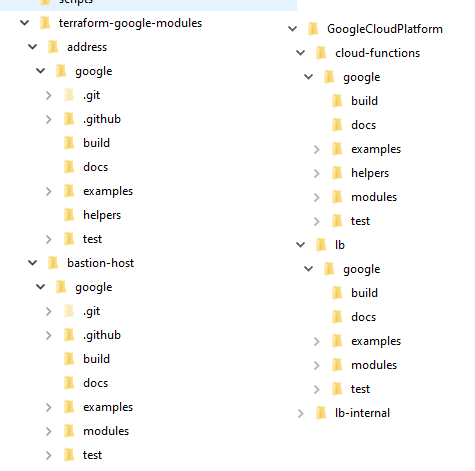 scripts
terraform-google-modules
address
google
.git
.github
build
docs
examples
helpers
test
bastion-host
google
.git
.github
build
docs
examples
modules
test
GoogleCloudPlatform
cloud-functions
google
build
docs
examples
helpers
modules
test
lb
google
build
docs
examples
modules
test
lb-internal